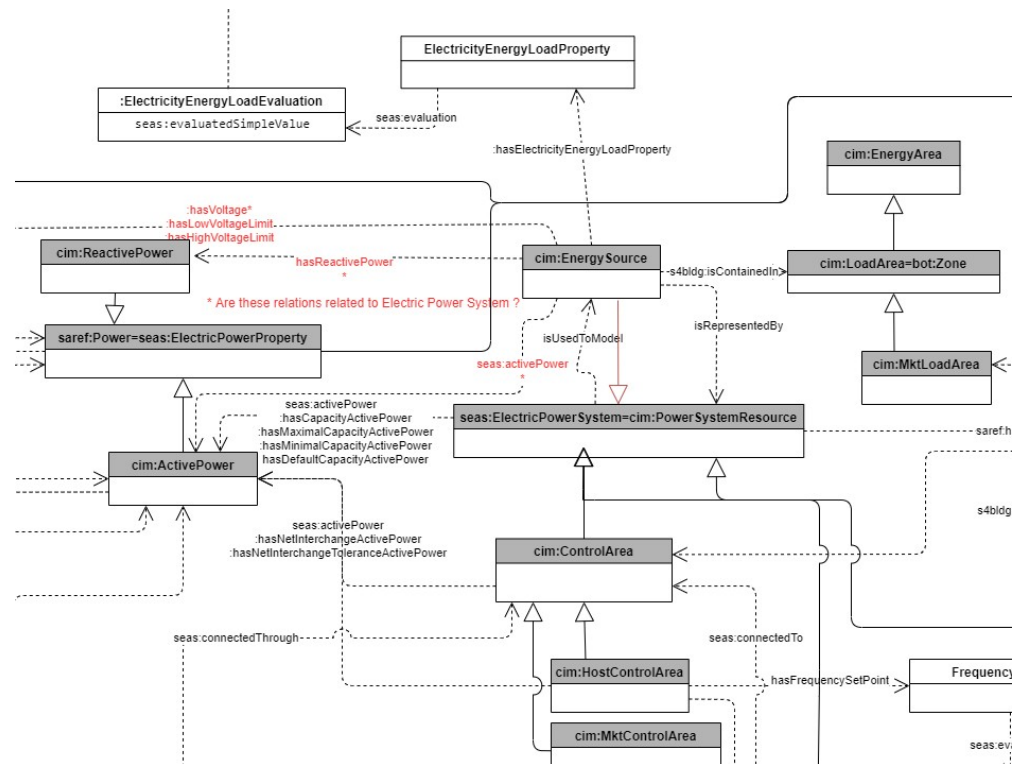 ElectricityEnergyLoadProperty
:ElectricityEnergyLoadEvaluation
seas:evaluatedSimpleValue
seas:evaluation
:hasElectricityEnergyLoadProperty
cim:EnergyArea
:hasVoltage*
:hasLowVoltageLimit
:hasHighVoltageLimit
cim:ReactivePower
hasReactivePower
*
cim:EnergySource
s4bldg:isContainedIn
cim:LoadArea=bot:Zone
* Are these relations related to Electric Power System ?
isRepresentedBy
saref:Power=seas:ElectricPowerProperty
isUsedToModel
seas:activePower
*
cim:MktLoadArea
seas:activePower
:hasCapacityActivePower
:hasMaximalCapacityActivePower
:hasMinimalCapacityActivePower
hasDefaultCapacityActivePower
seas:ElectricPowerSystem=cim:PowerSystemResource
saref:h
cim:ActivePower
s4bldg
seas:activePower
:hasNetInterchangeActivePower
:hasNetInterchangeToleranceActivePower
cim:ControlArea
seas:connectedThrough
seas:connectedTo
cim:HostControlArea
hasFrequencySetPoint
Frequency
cim:MktControlArea
seas:eva